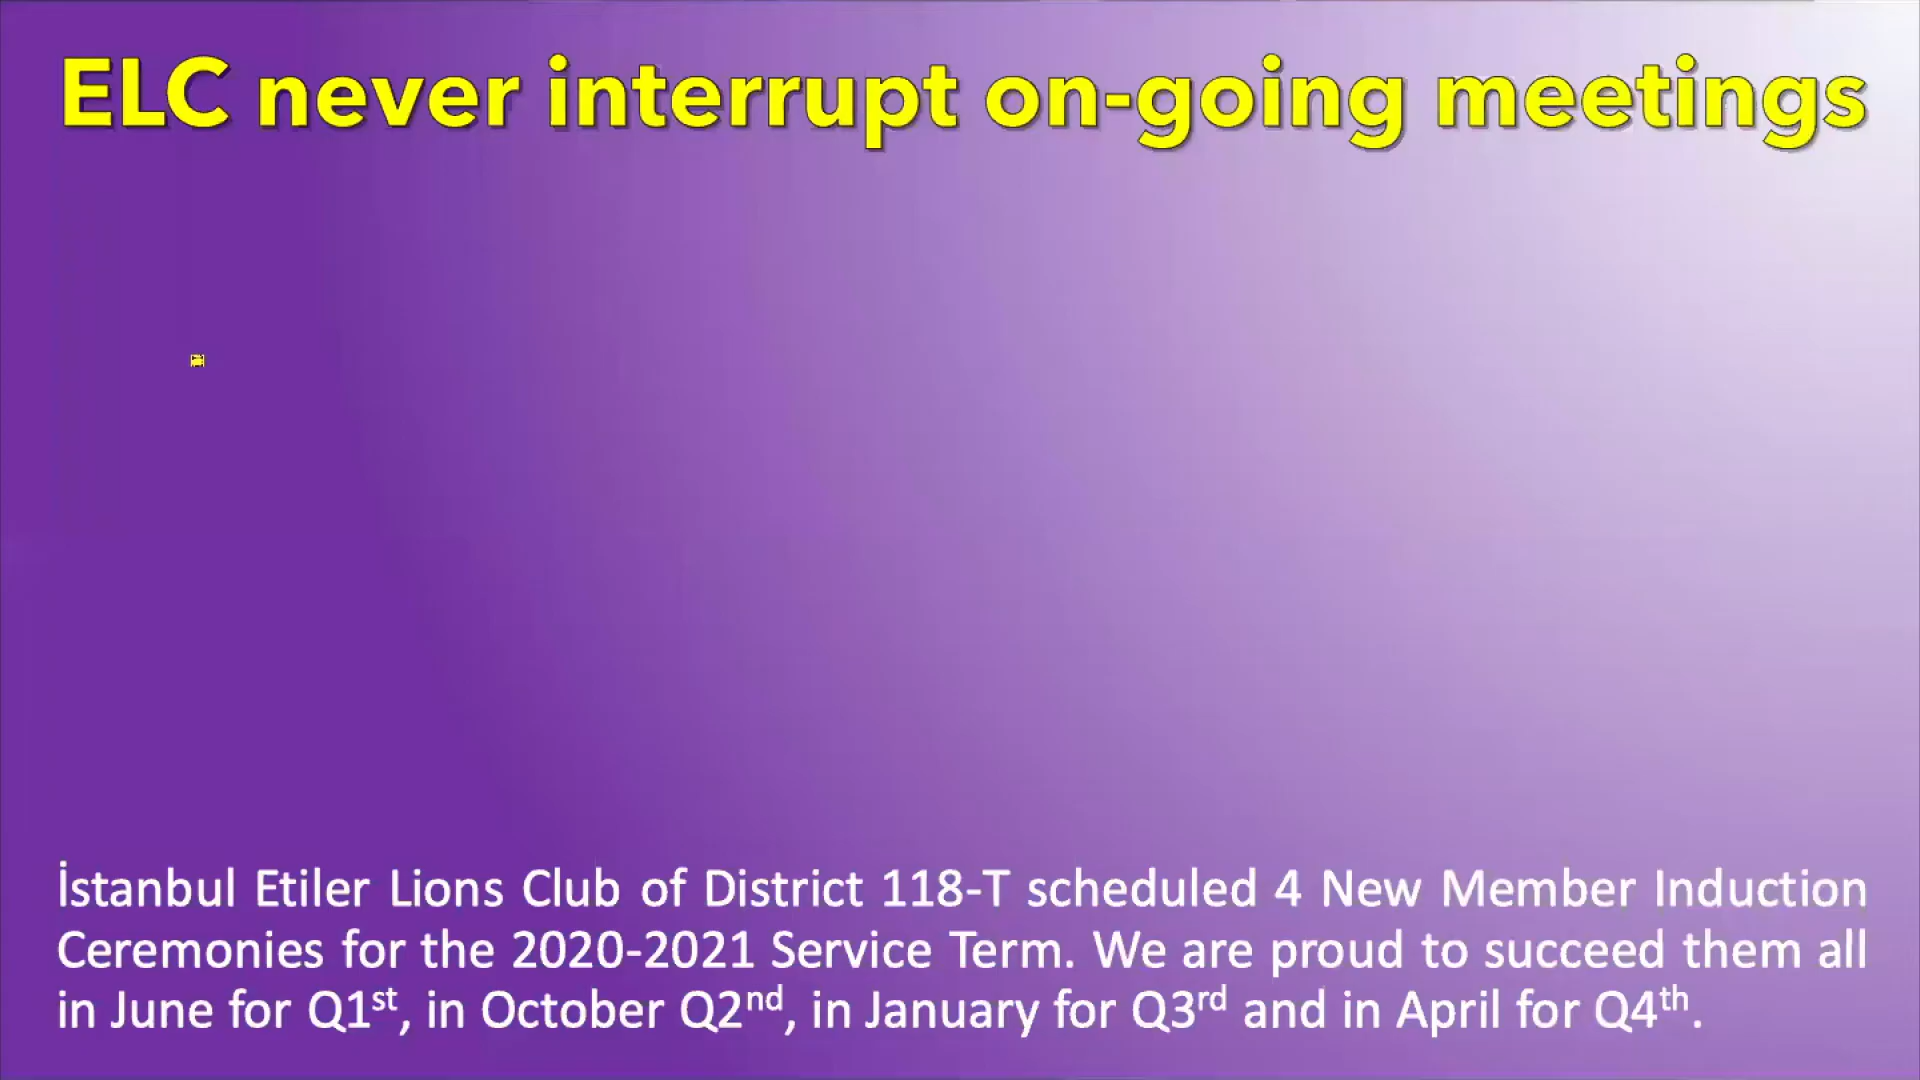 ELC never interrupt on-going meetings
İstanbul Etiler Lions Club of District 118-T scheduled 4 New Member Induction
Ceremonies for the 2020-2021 Service Term. We are proud to succeed them all
in June for Q1st, in October Q2nd, in January for Q3rd and in April for Q4th.